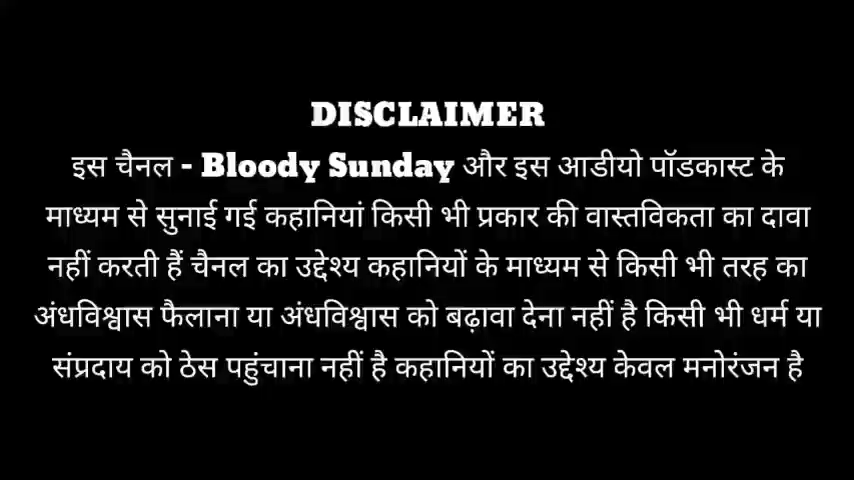 DISCLAIMER
इस चैनल - Bloody Sunday और इस आडीयो पॉडकास्ट के
माध्यम से सुनाई गई कहानियां किसी भी प्रकार की वास्तविकता का दावा
नहीं करती हैं चैनल का उद्देश्य कहानियों के माध्यम से किसी भी तरह का
अंधविश्वास फैलाना या अंधविश्वास को बढ़ावा देना नहीं है किसी भी धर्म या
संप्रदाय को ठेस पहुंचाना नहीं है कहानियों का उद्देश्य केवल मनोरंजन है